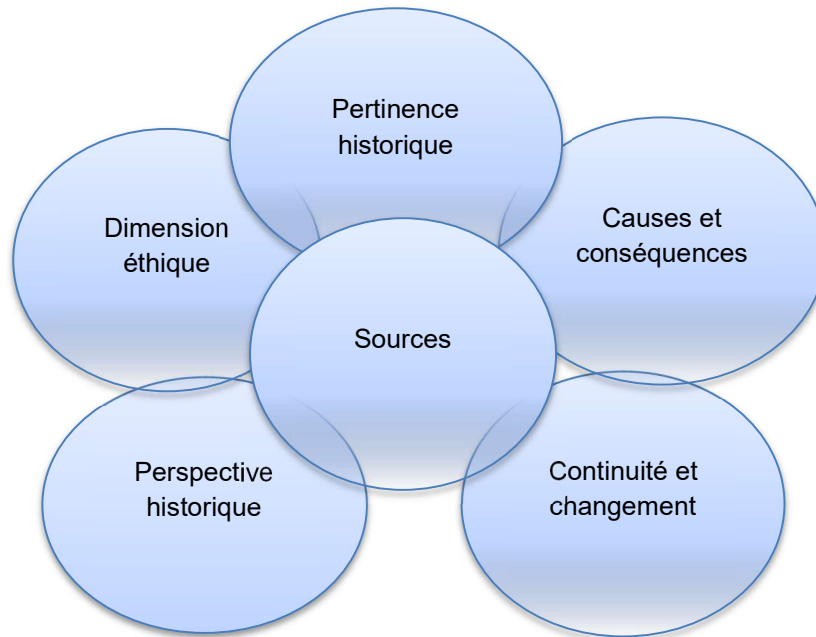 Pertinence
historique
Dimension
éthique
Causes et
conséquences
Sources
Perspective
historique
Continuité et
changement